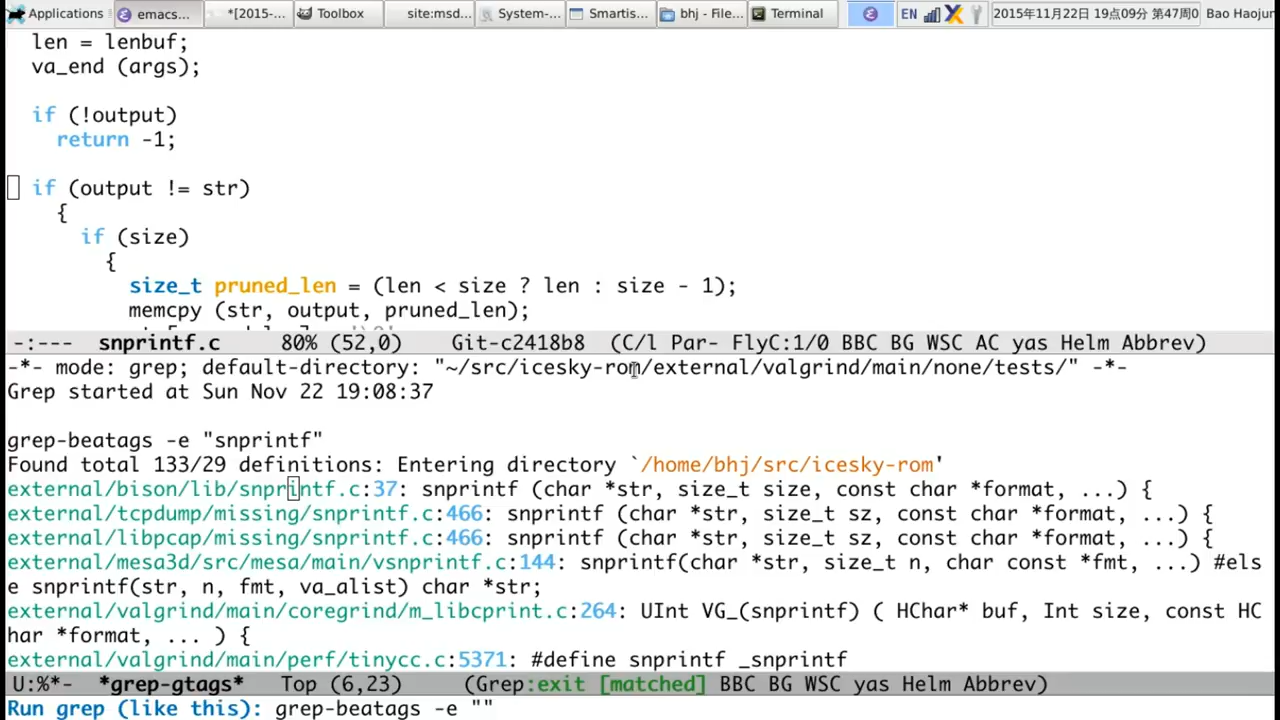 Applications emacs... *[2015-... Toolbox site:msd... System-... Smartis... bhj - File... Terminal EN 2015年11月22日 19点09分 第47周0 Bao Haojun
len = lenbuf;
va_end (args);
if (!output)
return -1;
if (output != str)
{
if (size)
{
size_t pruned_len = (len < size ? len : size - 1);
memcpy (str, output, pruned_len);
-:--- snprintf.c 80% (52,0) Git-c2418b8 (C/l Par- FlyC:1/0 BBC BG WSC AC yas Helm Abbrev)
-*- mode: grep; default-directory: "~/src/icesky-rom/external/valgrind/main/none/tests/" -*-
Grep started at Sun Nov 22 19:08:37
grep-beatags -e "snprintf"
Found total 133/29 definitions: Entering directory `/home/bhj/src/icesky-rom'
external/bison/lib/snprintf.c:37: snprintf (char *str, size_t size, const char *format, ...) {
external/tcpdump/missing/snprintf.c:466: snprintf (char *str, size_t sz, const char *format, ...) {
external/libpcap/missing/snprintf.c:466: snprintf (char *str, size_t sz, const char *format, ...) {
external/mesa3d/src/mesa/main/vsnprintf.c:144: snprintf(char *str, size_t n, char const *fmt, ...) #els
e snprintf(str, n, fmt, va_alist) char *str;
external/valgrind/main/coregrind/m_libcprint.c:264: UInt VG_(snprintf) ( HChar* buf, Int size, const HC
har *format, ... ) {
external/valgrind/main/perf/tinycc.c:5371: #define snprintf _snprintf
U:%*- *grep-gtags* Top (6,23) (Grep:exit [matched] BBC BG WSC yas Helm Abbrev)
Run grep (like this): grep-beatags -e ""